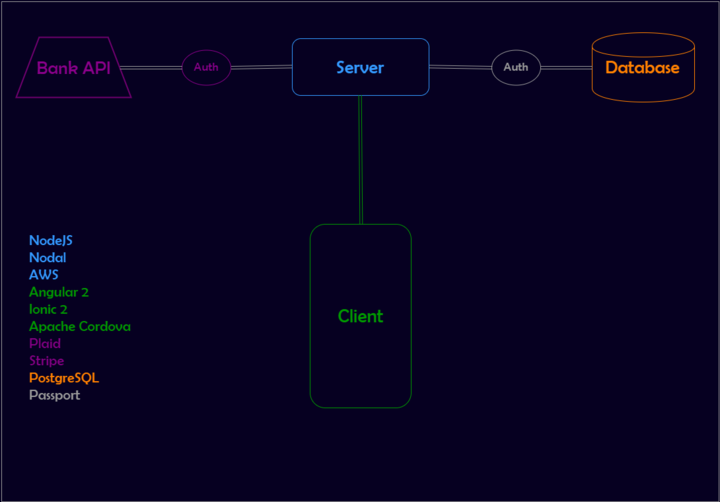 Bank API
Auth
Server
Auth
Database
Client
NodeJS
Nodal
AWS
Angular 2
Ionic 2
Apache Cordova
Plaid
Stripe
PostgreSQL
Passport